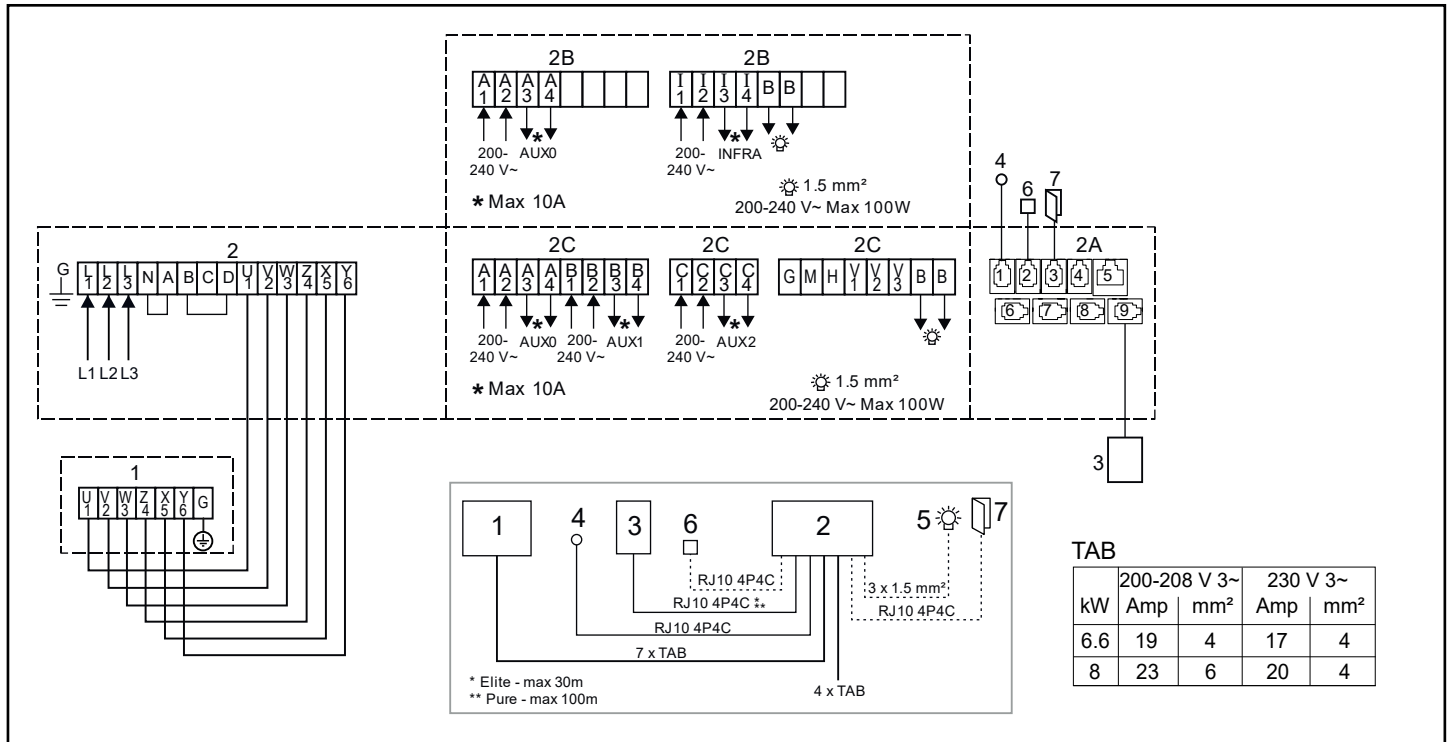 2B 2B
A1 A2 A3 A4 I1 I2 I3 I4 B B
200-240 V~ * AUX0 200-240 V~ * INFRA
* Max 10A
1.5 mm²
200-240 V~ Max 100W
4 6 7
2 2C 2C 2C 2A
G L1 L2 L3 N A B C D U1 V2 W3 Z4 X5 Y6
A1 A2 A3 A4 B1 B2 B3 B4 C1 C2 C3 C4 G M H V1 V2 V3 B B
1 2 3 4 5
6 7 8 9
200-240 V~ * AUX0 200-240 V~ * AUX1 200-240 V~ * AUX2
L1 L2 L3
* Max 10A
1.5 mm²
200-240 V~ Max 100W
3
1
U1 V2 W3 Z4 X5 Y6 G
1 4 3 6 2 5 7
RJ10 4P4C
3 x 1.5 mm²
RJ10 4P4C * **
RJ10 4P4C
RJ10 4P4C
7 x TAB
4 x TAB
* Elite - max 30m
** Pure - max 100m
TAB
200-208 V 3~ 230 V 3~
kW Amp mm² Amp mm²
6.6 19 4 17 4
8 23 6 20 4